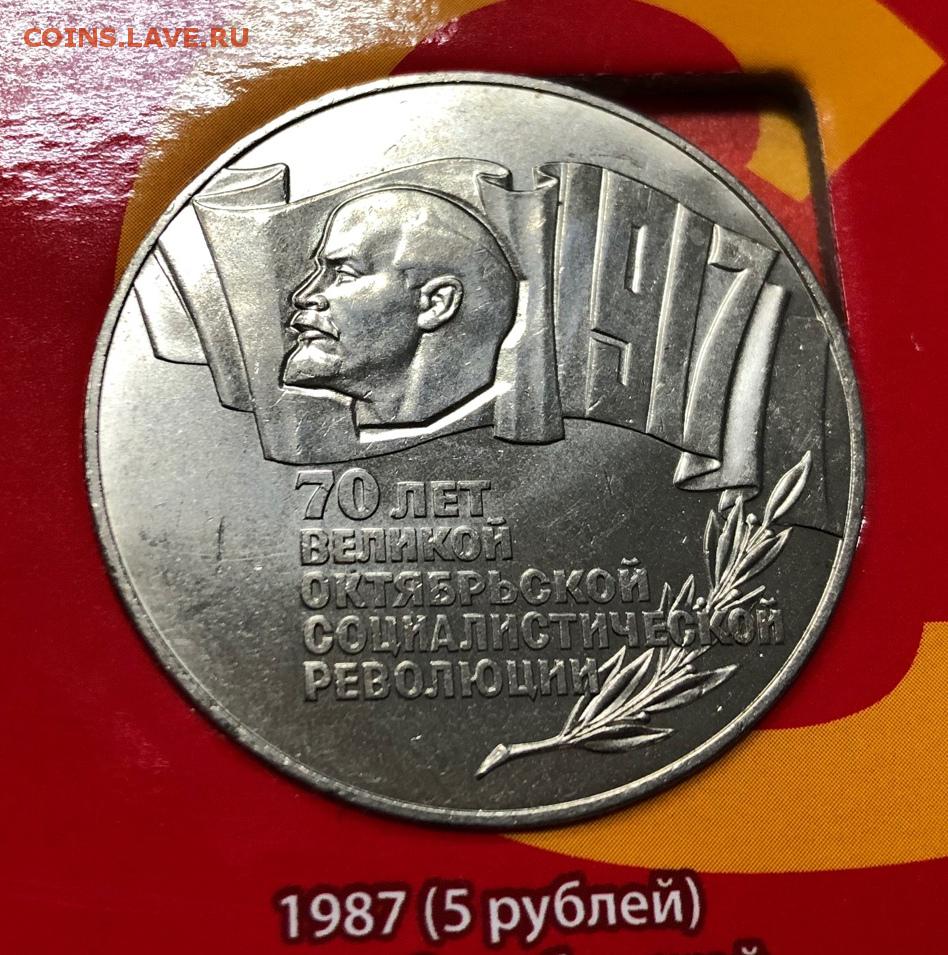 COINS.LAVE.RU
1917
70 ЛЕТ
ВЕЛИКОЙ
ОКТЯБРЬСКОЙ
СОЦИАЛИСТИЧЕСКОЙ
РЕВОЛЮЦИИ
1987 (5 рублей)